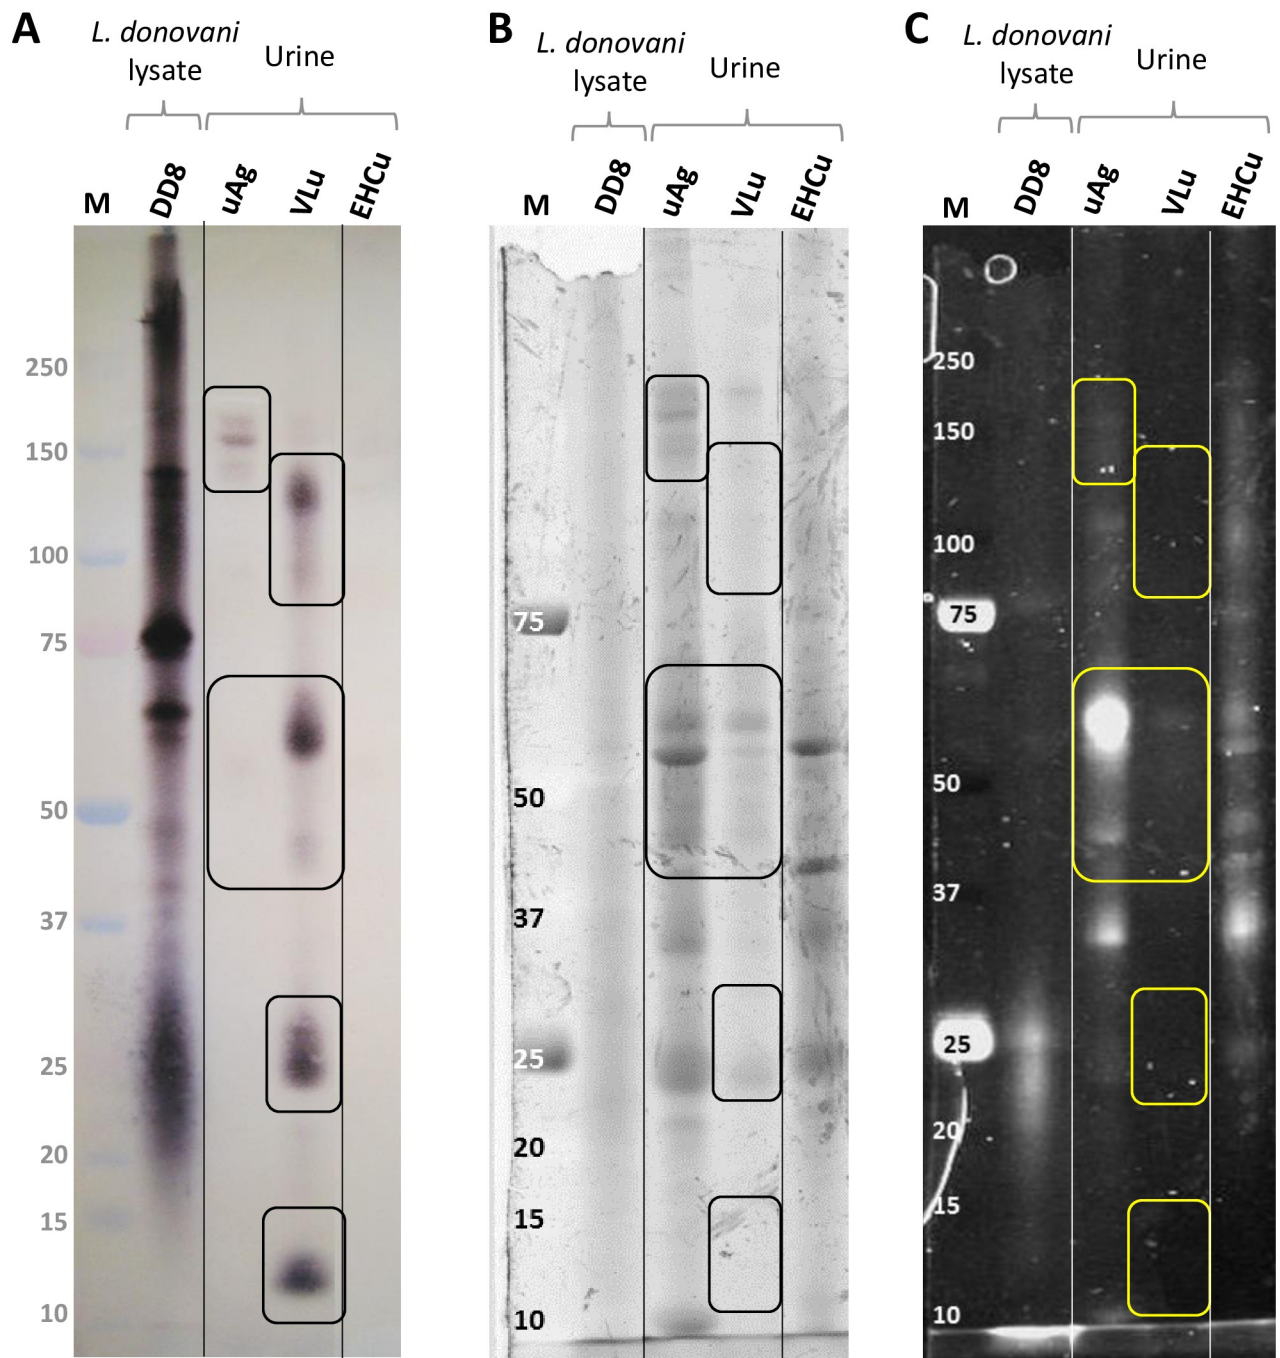 A
L. donovani
lysate
Urine
M
DD8
uAg
VLu
EHCu
250
150
100
75
50
37
25
20
15
10
B
L. donovani
lysate
Urine
M
DD8
uAg
VLu
EHCu
75
50
37
25
20
15
10
C
L. donovani
lysate
Urine
M
DD8
uAg
VLu
EHCu
250
150
100
75
50
37
25
20
15
10